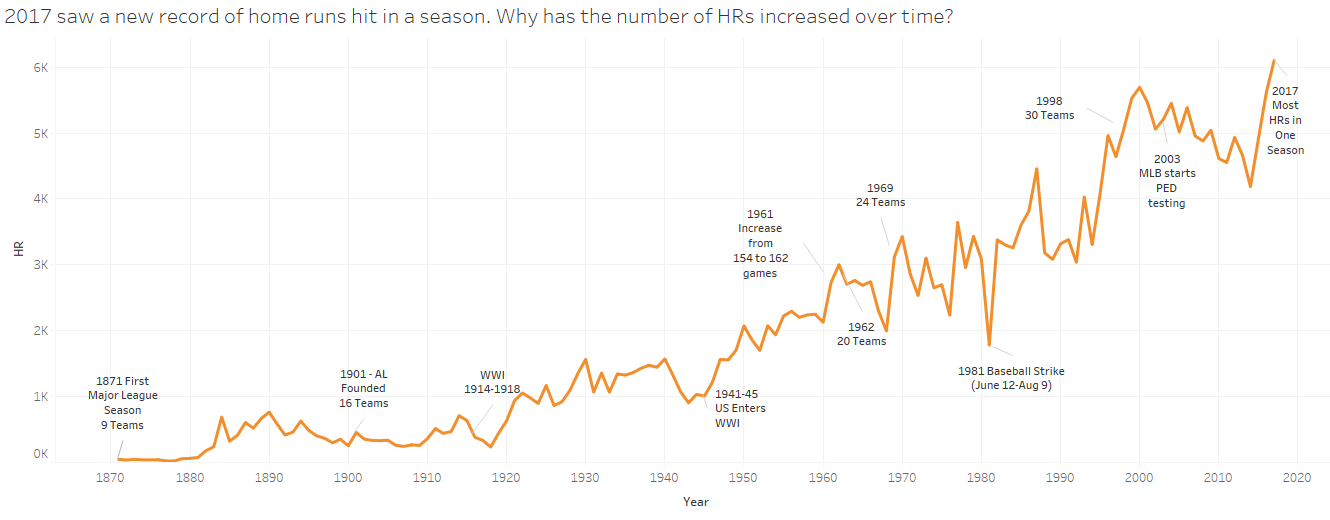 2017 saw a new record of home runs hit in a season. Why has the number of HRs increased over time?
6K
5K
4K
3K
2K
1K
0K
HR
1871 First
Major League
Season
9 Teams
1901 - AL
Founded
16 Teams
WWI
1914-1918
1941-45
US Enters
WWI
1961
Increase
from
154 to 162
games
1962
20 Teams
1969
24 Teams
1981 Baseball Strike
(June 12-Aug 9)
1998
30 Teams
2003
MLB starts
PED
testing
2017
Most
HRs in
One
Season
1870
1880
1890
1900
1910
1920
1930
1940
1950
1960
1970
1980
1990
2000
2010
2020
Year